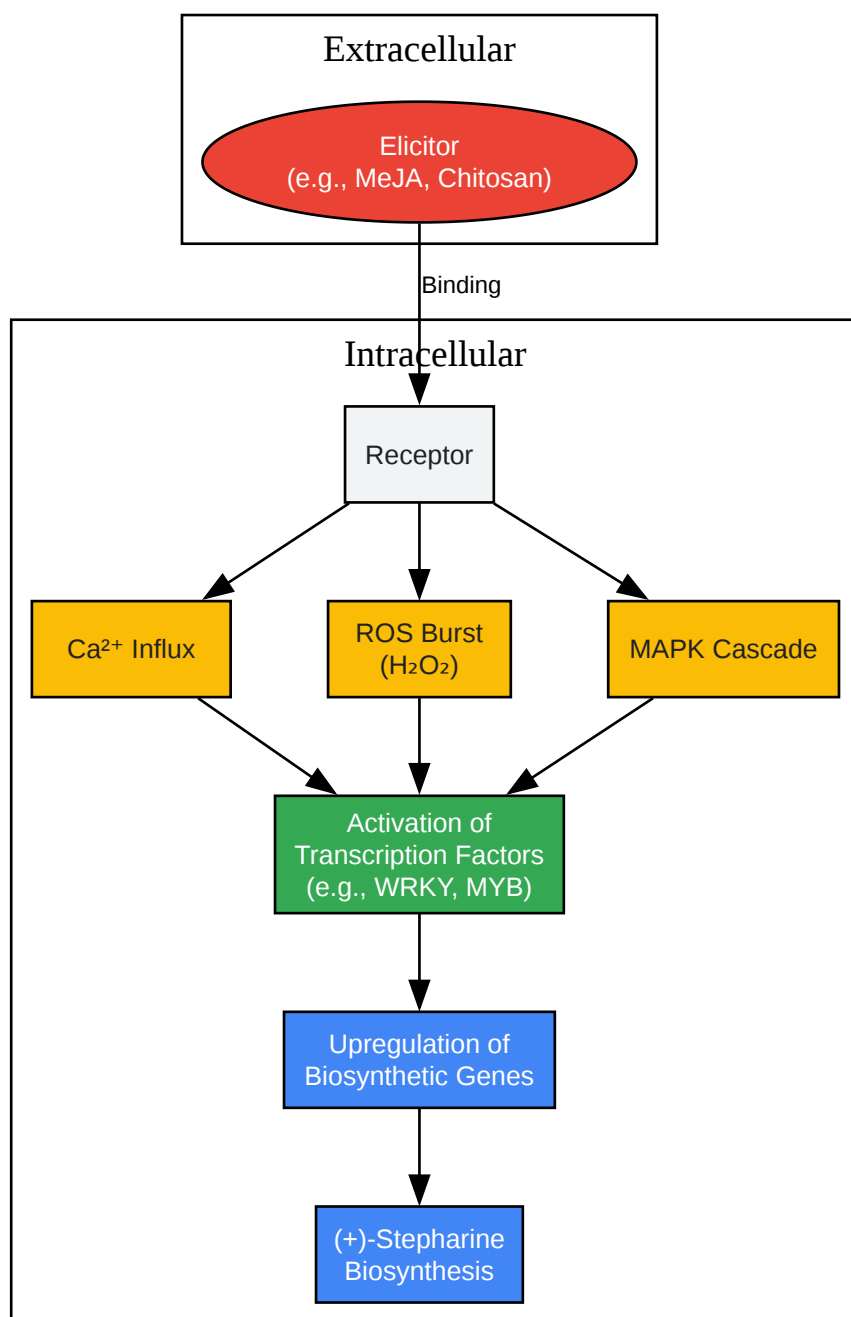 Extracellular
Elicitor
(e.g., MeJA, Chitosan)
Binding
Intracellular
Receptor
Ca²⁺ Influx
ROS Burst
(H₂O₂)
MAPK Cascade
Activation of
Transcription Factors
(e.g., WRKY, MYB)
Upregulation of
Biosynthetic Genes
(+)-Stepharine
Biosynthesis